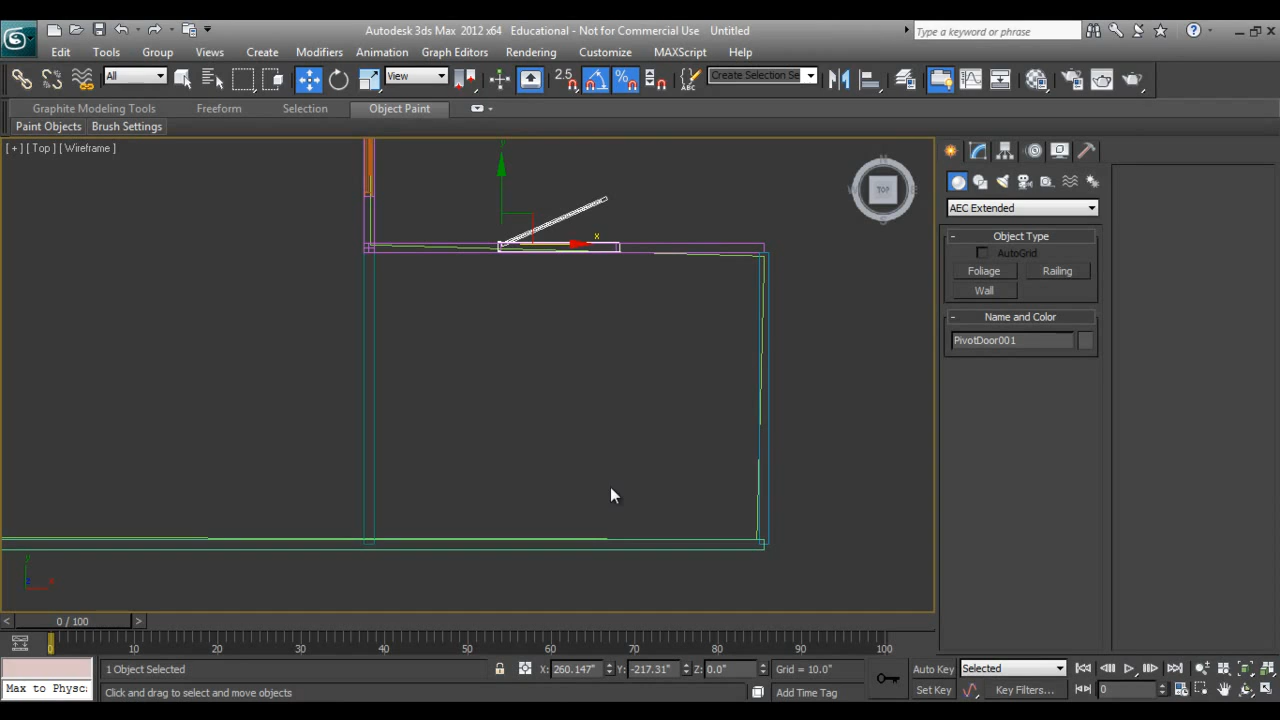 Autodesk 3ds Max 2012 x64 Educational - Not for Commercial Use Untitled
Type a keyword or phrase
Edit Tools Group Views Create Modifiers Animation Graph Editors Rendering Customize MAXScript Help
All View 2.5 Create Selection Se
Graphite Modeling Tools Freeform Selection Object Paint
Paint Objects Brush Settings
[ + ] [ Top ] [ Wireframe ]
TOP
AEC Extended
- Object Type
AutoGrid
Foliage Railing
Wall
- Name and Color
PivotDoor001
y
x
0 / 100
0 10 20 30 40 50 60 70 80 90 100
1 Object Selected X: 260.147" Y: -217.31" Z: 0.0" Grid = 10.0" Auto Key Selected
Max to Physc Click and drag to select and move objects Add Time Tag Set Key Key Filters... 0